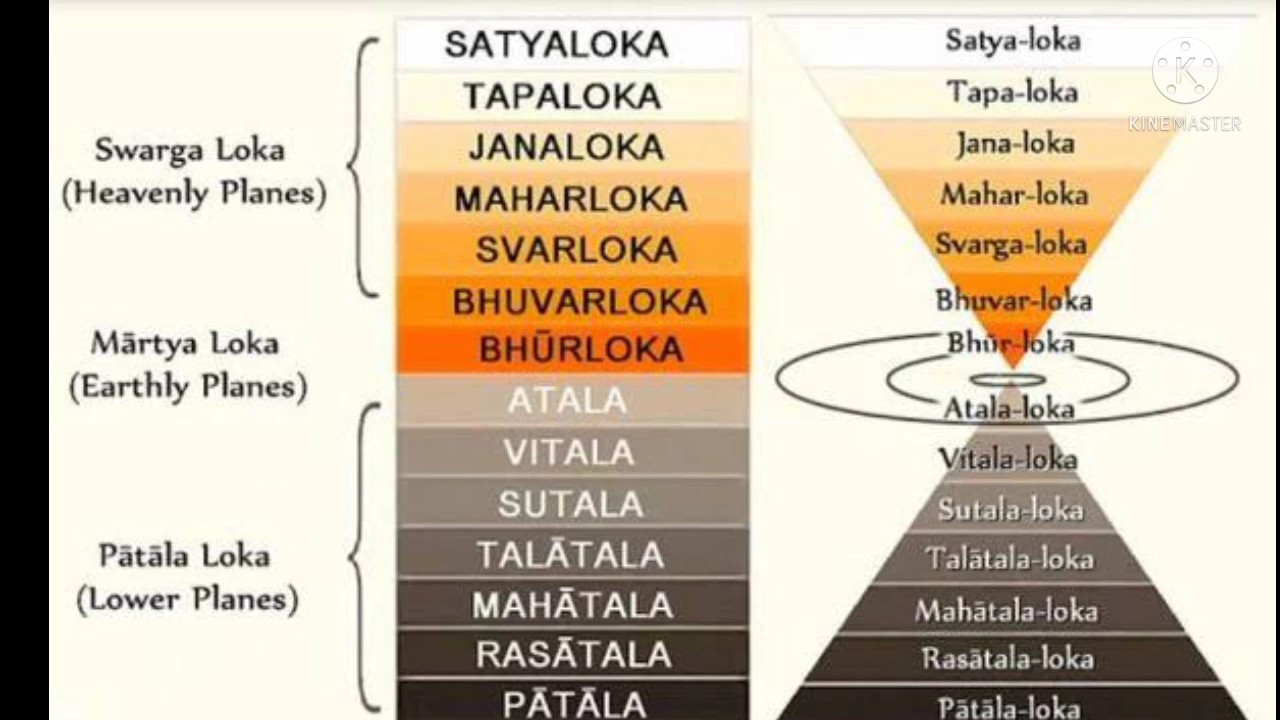 Swarga Loka
(Heavenly Planes)
Mārtya Loka
(Earthly Planes)
Pātāla Loka
(Lower Planes)
SATYALOKA
TAPALOKA
JANALOKA
MAHARLOKA
SVARLOKA
BHUVARLOKA
BHŪRLOKA
ATALA
VITALA
SUTALA
TALĀTALA
MAHĀTALA
RASĀTALA
PĀTĀLA
Satya-loka
Tapa-loka
Jana-loka
Mahar-loka
Svarga-loka
Bhuvar-loka
Bhūr-loka
Atala-loka
Vitala-loka
Sutala-loka
Talātala-loka
Mahātala-loka
Rasātala-loka
Pātāla-loka
K
KINEMASTER